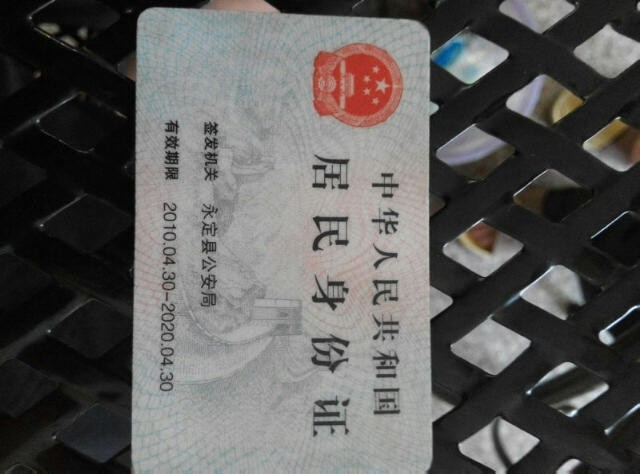 中华人民共和国
居民身份证
签发机关 永定县公安局
有效期限 2010.04.30-2020.04.30